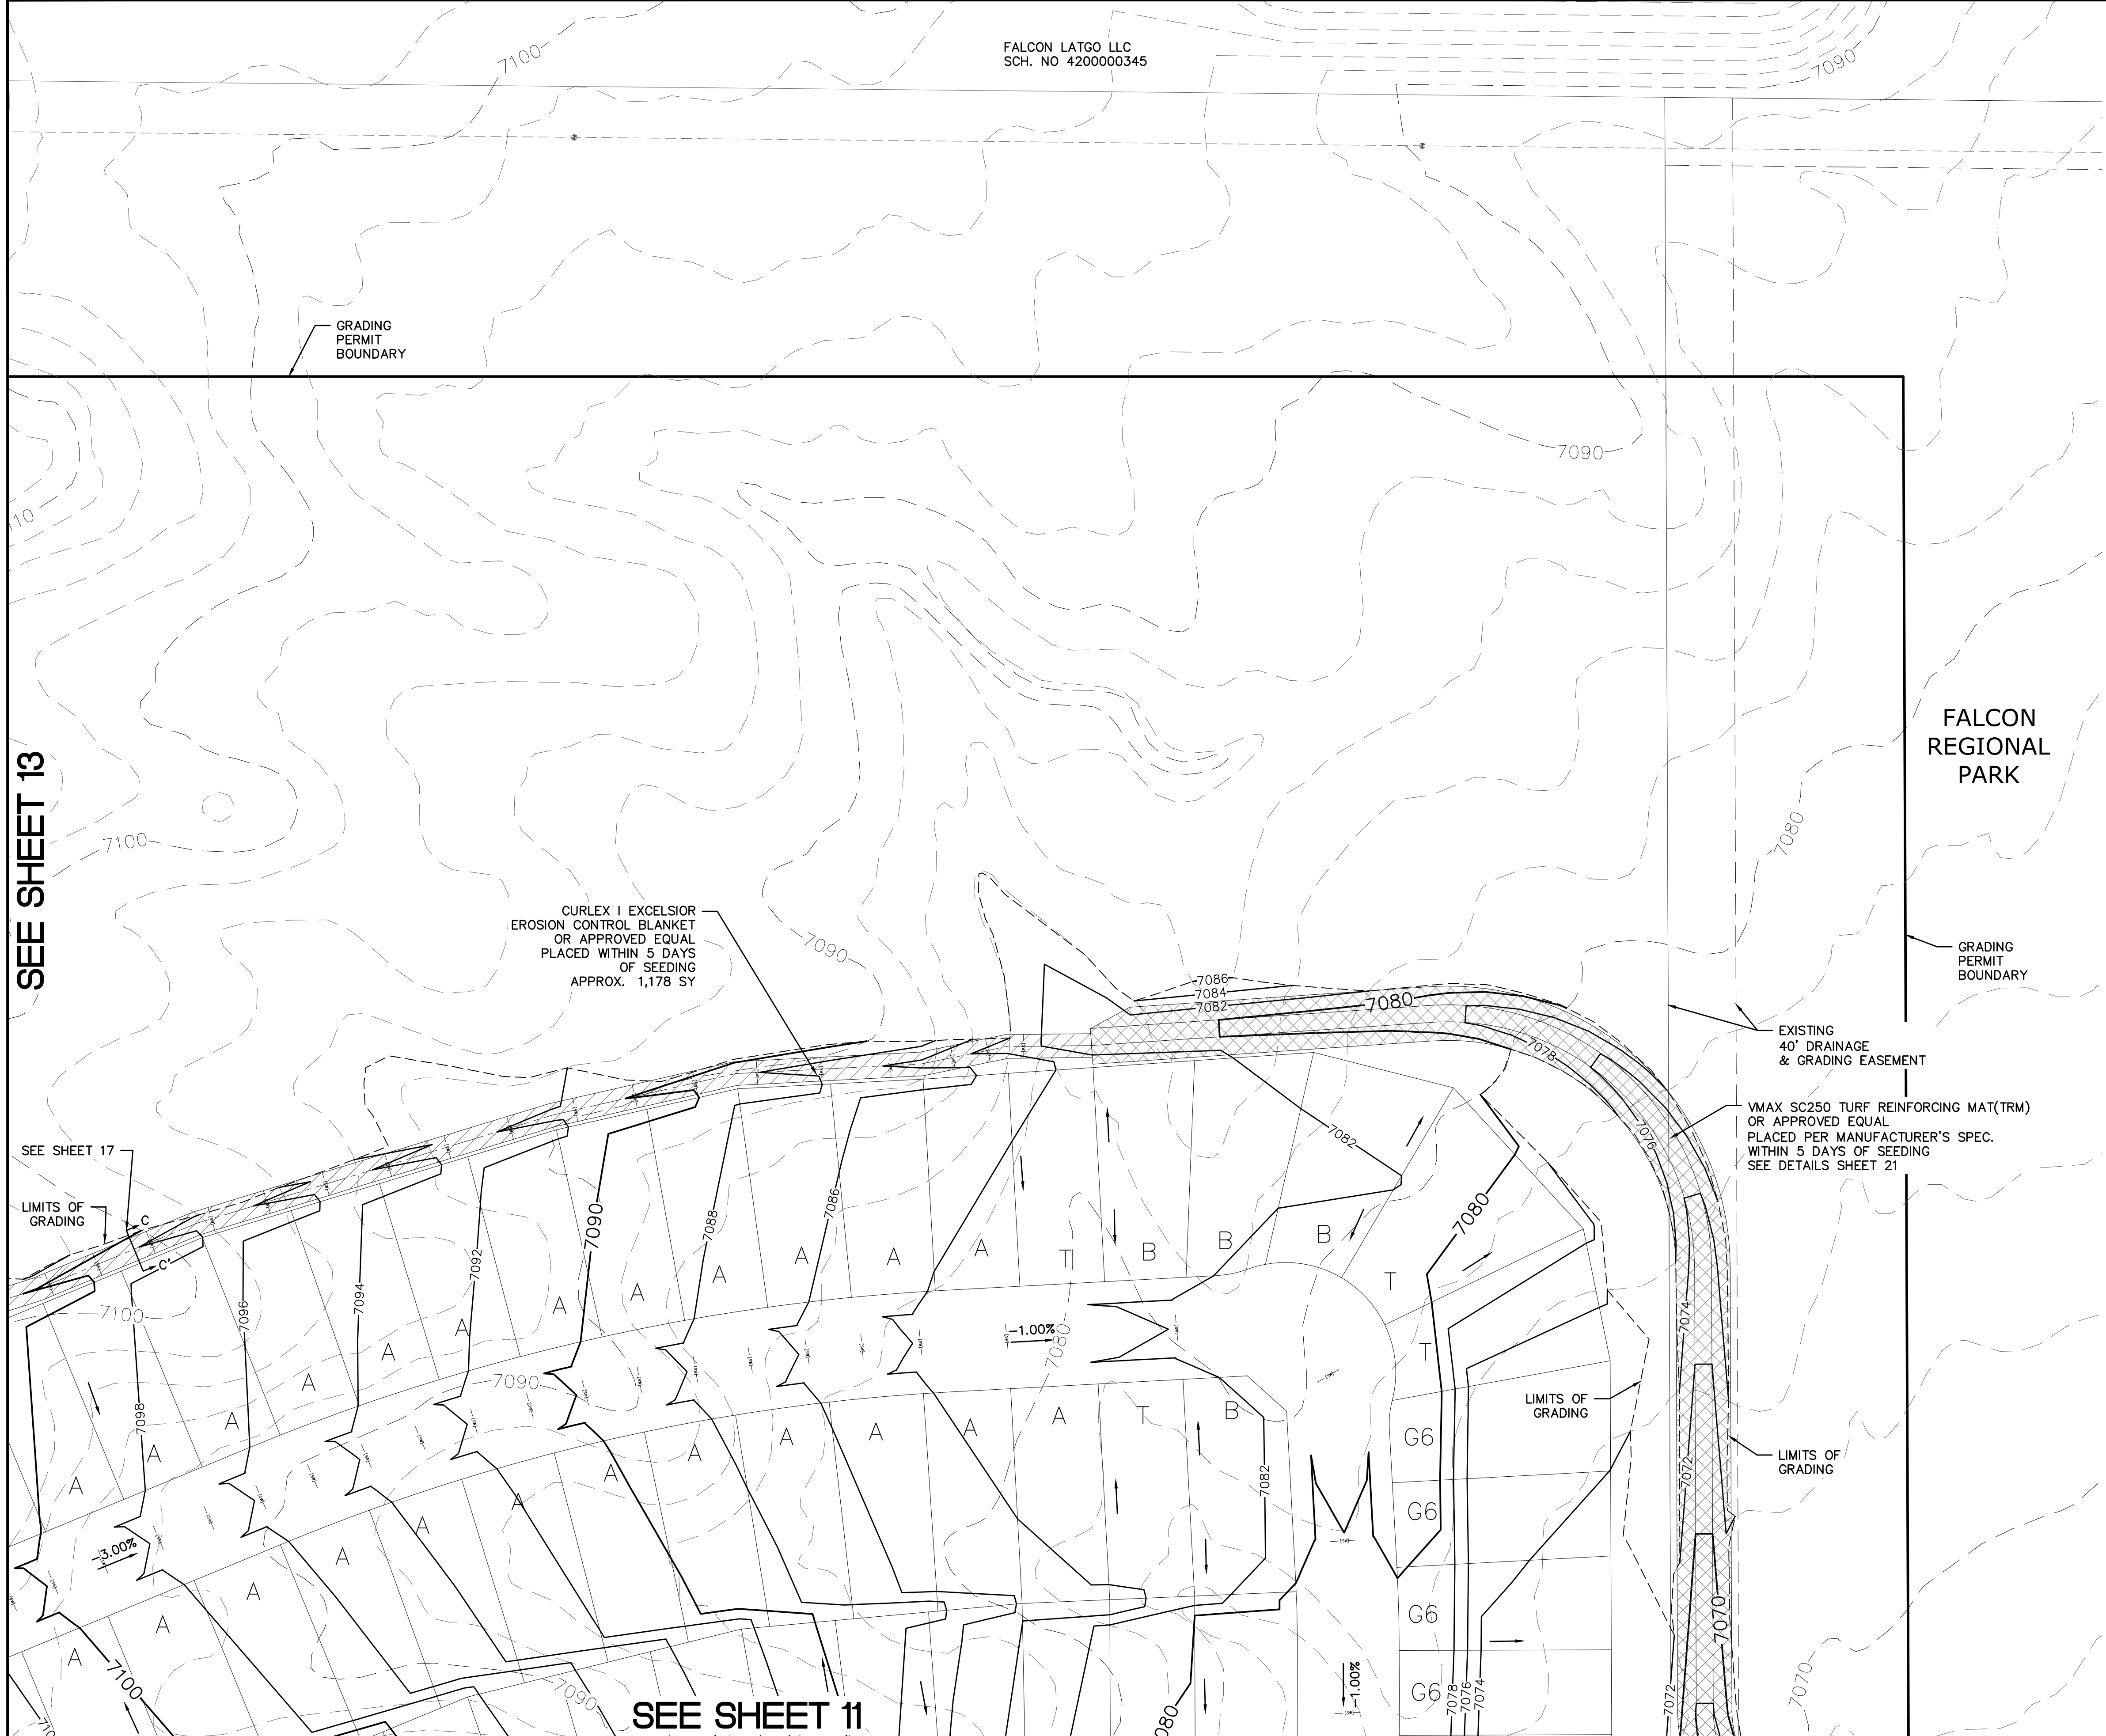 FALCON LATGO LLC
SCH. NO 4200000345
7100
7090
GRADING
PERMIT
BOUNDARY
7090
10
FALCON
REGIONAL
PARK
SEE SHEET 13
7100
7080
CURLEX I EXCELSIOR
EROSION CONTROL BLANKET
OR APPROVED EQUAL
PLACED WITHIN 5 DAYS
OF SEEDING
APPROX. 1,178 SY
7090
GRADING
PERMIT
BOUNDARY
7086
7084
7082
7080
7078
7076
EXISTING
40' DRAINAGE
& GRADING EASEMENT
VMAX SC250 TURF REINFORCING MAT(TRM)
OR APPROVED EQUAL
PLACED PER MANUFACTURER'S SPEC.
WITHIN 5 DAYS OF SEEDING
SEE DETAILS SHEET 21
SEE SHEET 17
LIMITS OF
GRADING
C
C'
7100
7098
7096
7094
7092
7090
7088
7086
7082
7080
7074
A
A
A
A
A
A
A
A
A
A
A
A
T
B
B
B
T
T
-1.00%
7080
7090
LIMITS OF
GRADING
LIMITS OF
GRADING
A
A
A
A
A
A
A
A
A
A
A
A
T
B
G6
G6
G6
G6
7082
7072
7070
-3.00%
7100
710
7090
SEE SHEET 11
080
-1.00%
7078
7076
7074
7072
7070